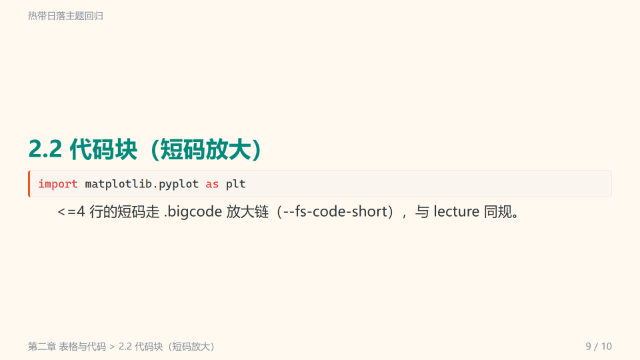 热带日落主题回归
2.2 代码块（短码放大）
import matplotlib.pyplot as plt
<=4 行的短码走 .bigcode 放大链（--fs-code-short），与 lecture 同规。
第二章 表格与代码 > 2.2 代码块（短码放大）
9 / 10